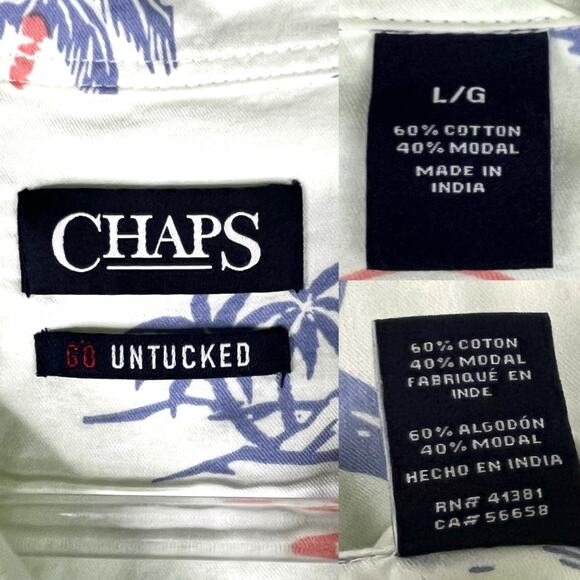 CHAPS
GO UNTUCKED
L/G
60% COTTON
40% MODAL
MADE IN
INDIA
60% COTON
40% MODAL
FABRIQUÉ EN
INDE
60% ALGODÓN
40% MODAL
HECHO EN INDIA
RN# 41381
CA# 56658